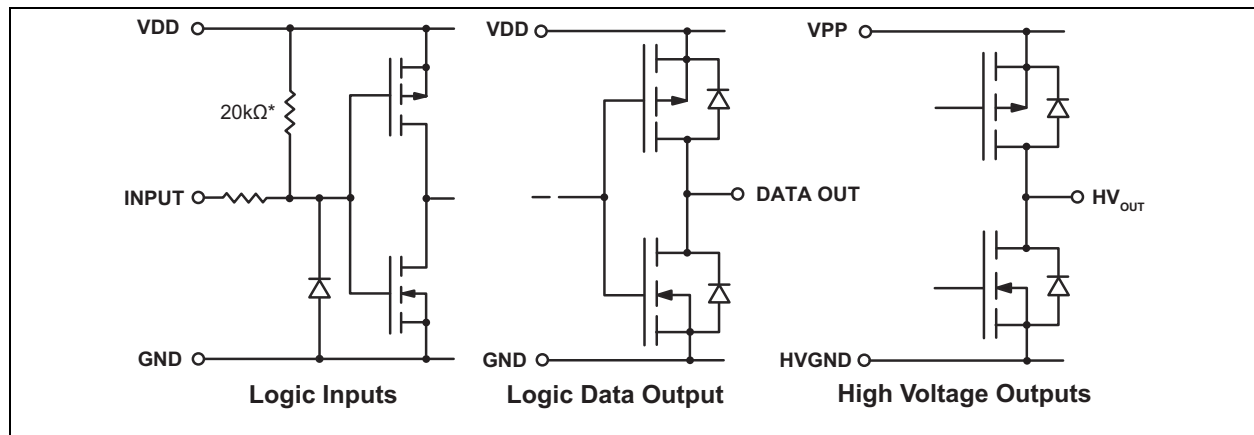 VDD
20kΩ*
INPUT
GND
Logic Inputs
VDD
DATA OUT
GND
Logic Data Output
VPP
HVOUT
HVGND
High Voltage Outputs